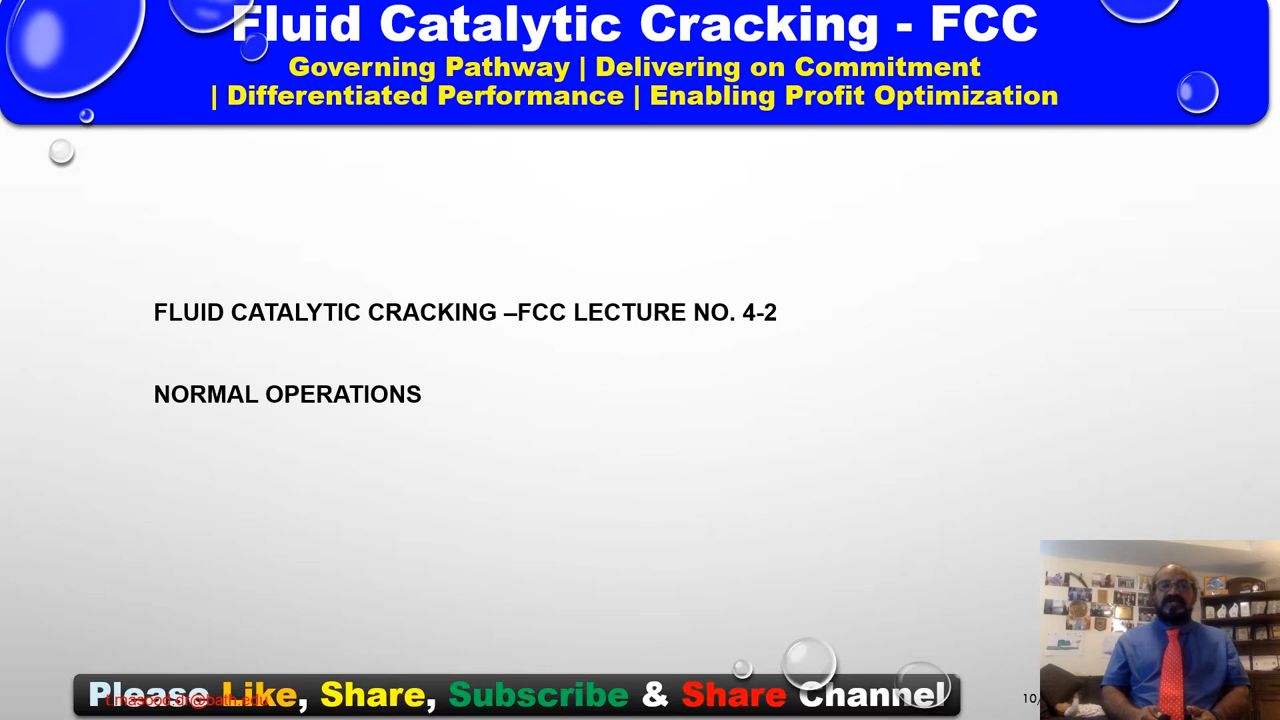 Fluid Catalytic Cracking - FCC
Governing Pathway | Delivering on Commitment
| Differentiated Performance | Enabling Profit Optimization
FLUID CATALYTIC CRACKING –FCC LECTURE NO. 4-2
NORMAL OPERATIONS
Please Like, Share, Subscribe & Share Channel
10/